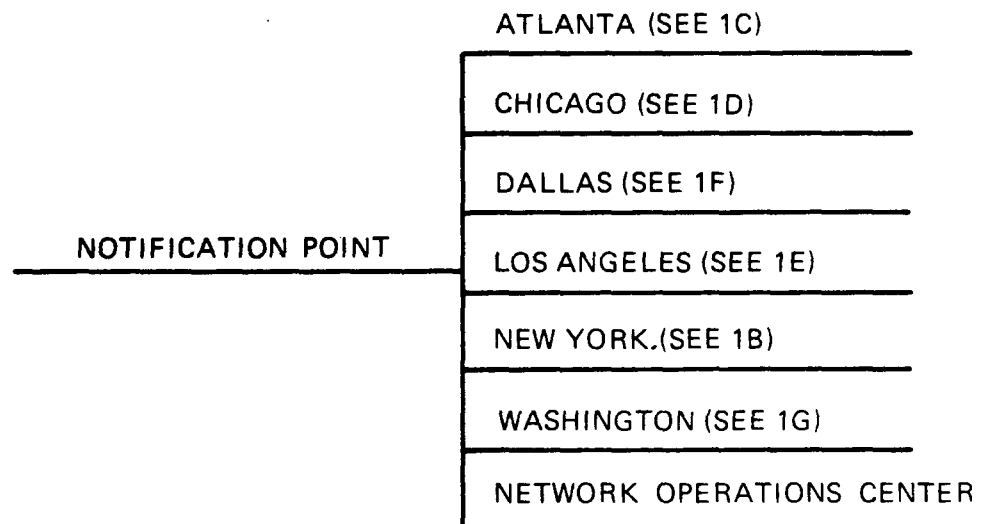 ATLANTA (SEE 1C)
CHICAGO (SEE 1D)
DALLAS (SEE 1F)
NOTIFICATION POINT
LOS ANGELES (SEE 1E)
NEW YORK.(SEE 1B)
WASHINGTON (SEE 1G)
NETWORK OPERATIONS CENTER